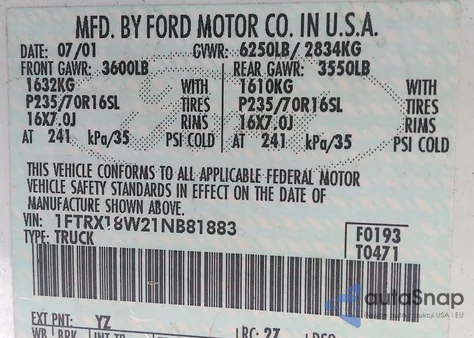 MFD. BY FORD MOTOR CO. IN U.S.A.
DATE: 07/01 GVWR: 6250LB/ 2834KG
FRONT GAWR: 3600LB REAR GAWR: 3550LB
1632KG WITH 1610KG WITH
P235/70R16SL TIRES P235/70R16SL TIRES
16X7.0J RIMS 16X7.0J RIMS
AT 241 kPa/35 PSI COLD AT 241 kPa/35 PSI COLD
THIS VEHICLE CONFORMS TO ALL APPLICABLE FEDERAL MOTOR
VEHICLE SAFETY STANDARDS IN EFFECT ON THE DATE OF
MANUFACTURE SHOWN ABOVE.
VIN: 1FTRX18W21NB81883
TYPE: TRUCK
F0193
T0471
autoSnap
EXT PNT: YZ
RC: 27